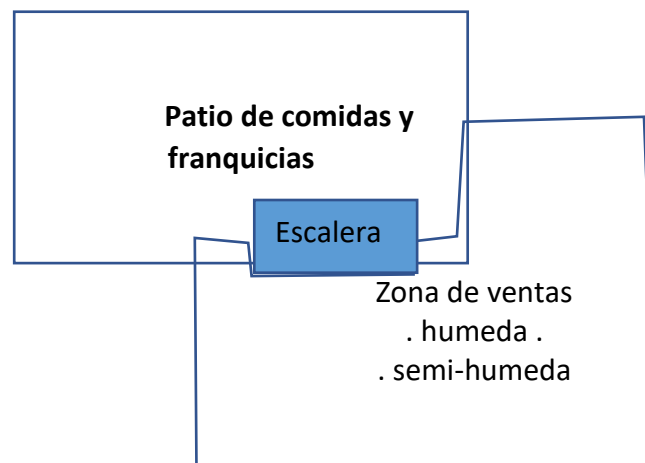 Patio de comidas y
franquicias
Escalera
Zona de ventas
. humeda .
. semi-humeda